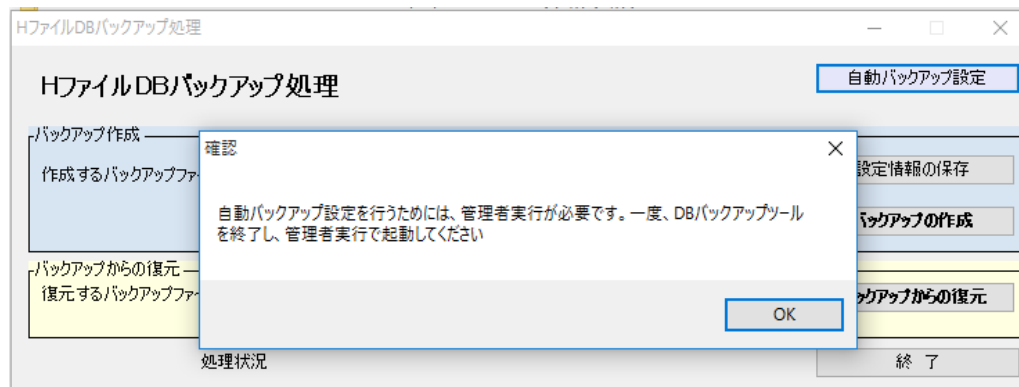 HファイルDBバックアップ処理
HファイルDBバックアップ処理
自動バックアップ設定
バックアップ作成
作成するバックアップファ
設定情報の保存
バックアップの作成
確認
自動バックアップ設定を行うためには、管理者実行が必要です。一度、DBバックアップツール
を終了し、管理者実行で起動してください
OK
バックアップからの復元
復元するバックアップファ
ックアップからの復元
処理状況
終 了